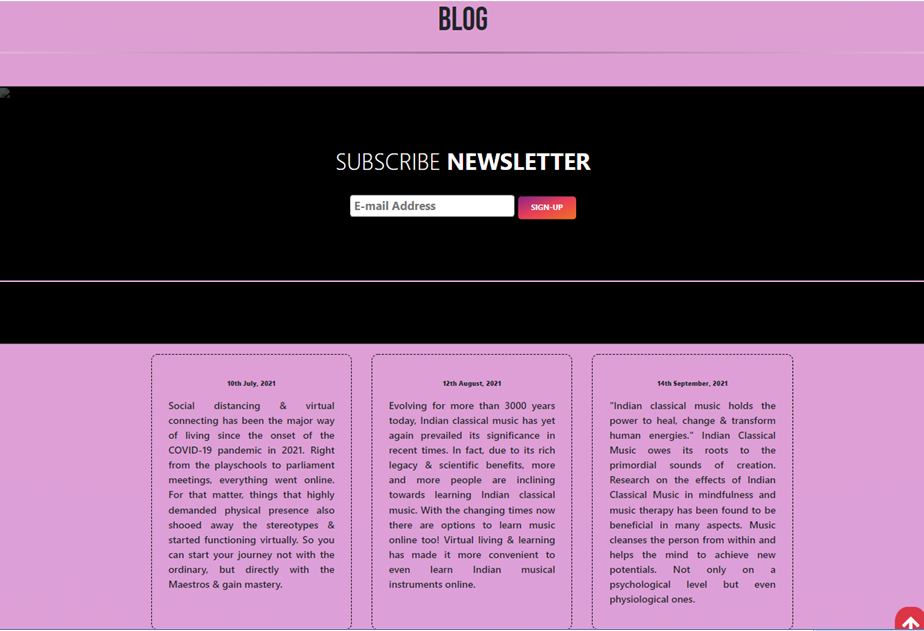 BLOG
SUBSCRIBE NEWSLETTER
E-mail Address
SIGN-UP
10th July, 2021
Social distancing & virtual
connecting has been the major way
of living since the onset of the
COVID-19 pandemic in 2021. Right
from the playschools to parliament
meetings, everything went online.
For that matter, things that highly
demanded physical presence also
shooed away the stereotypes &
started functioning virtually. So you
can start your journey not with the
ordinary, but directly with the
Maestros & gain mastery.
12th August, 2021
Evolving for more than 3000 years
today, Indian classical music has yet
again prevailed its significance in
recent times. In fact, due to its rich
legacy & scientific benefits, more
and more people are inclining
towards learning Indian classical
music. With the changing times now
there are options to learn music
online too! Virtual living & learning
has made it more convenient to
even learn Indian musical
instruments online.
14th September, 2021
"Indian classical music holds the
power to heal, change & transform
human energies." Indian Classical
Music owes its roots to the
primordial sounds of creation.
Research on the effects of Indian
Classical Music in mindfulness and
music therapy has been found to be
beneficial in many aspects. Music
cleanses the person from within and
helps the mind to achieve new
potentials. Not only on a
psychological level but even
physiological ones.